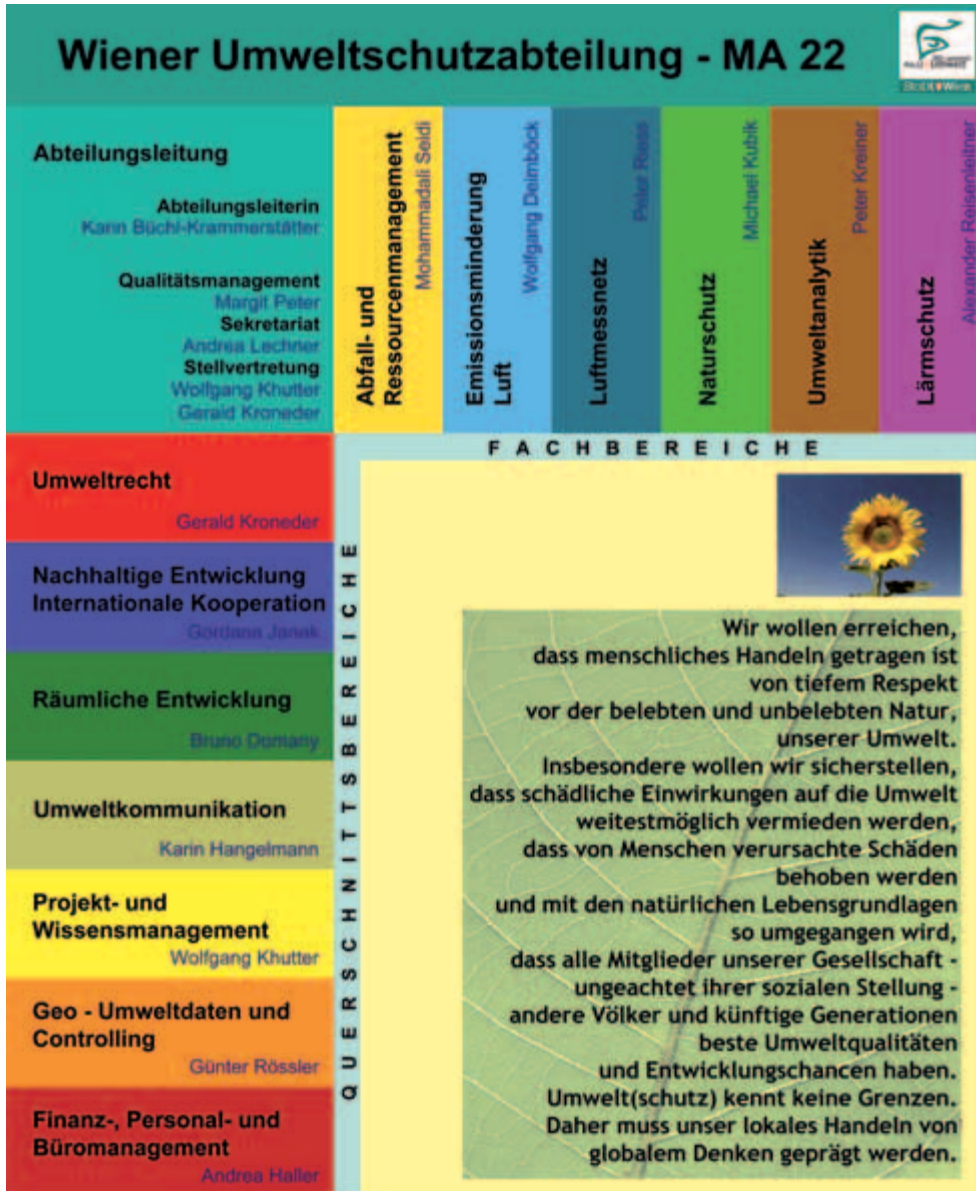 Wiener Umweltschutzabteilung - MA 22
Abteilungsleitung
Abteilungsleiterin
Karin Büchl-Krammerstätter
Qualitätsmanagement
Margit Peter
Sekretariat
Andrea Lechner
Stellvertretung
Wolfgang Khutter
Gerald Kroneder
Abfall- und
Ressourcenmanagement
Mohammadali Seidi
Emissionsminderung
Luft
Wolfgang Deimböck
Luftmessnetz
Peter Riess
Naturschutz
Michael Kubik
Umweltanalytik
Peter Kreiner
Lärmschutz
Alexander Reisenleitner
FACHBEREICHE
QUERSCHNITTSBEREICHE
Umweltrecht
Gerald Kroneder
Nachhaltige Entwicklung
Internationale Kooperation
Gordana Janak
Räumliche Entwicklung
Bruno Domany
Umweltkommunikation
Karin Hangelmann
Projekt- und
Wissensmanagement
Wolfgang Khutter
Geo - Umweltdaten und
Controlling
Günter Rössler
Finanz-, Personal- und
Büromanagement
Andrea Haller
Wir wollen erreichen,
dass menschliches Handeln getragen ist
von tiefem Respekt
vor der belebten und unbelebten Natur,
unserer Umwelt.
Insbesondere wollen wir sicherstellen,
dass schädliche Einwirkungen auf die Umwelt
weitestmöglich vermieden werden,
dass von Menschen verursachte Schäden
behoben werden
und mit den natürlichen Lebensgrundlagen
so umgegangen wird,
dass alle Mitglieder unserer Gesellschaft -
ungeachtet ihrer sozialen Stellung -
andere Völker und künftige Generationen
beste Umweltqualitäten
und Entwicklungschancen haben.
Umwelt(schutz) kennt keine Grenzen.
Daher muss unser lokales Handeln von
globalem Denken geprägt werden.